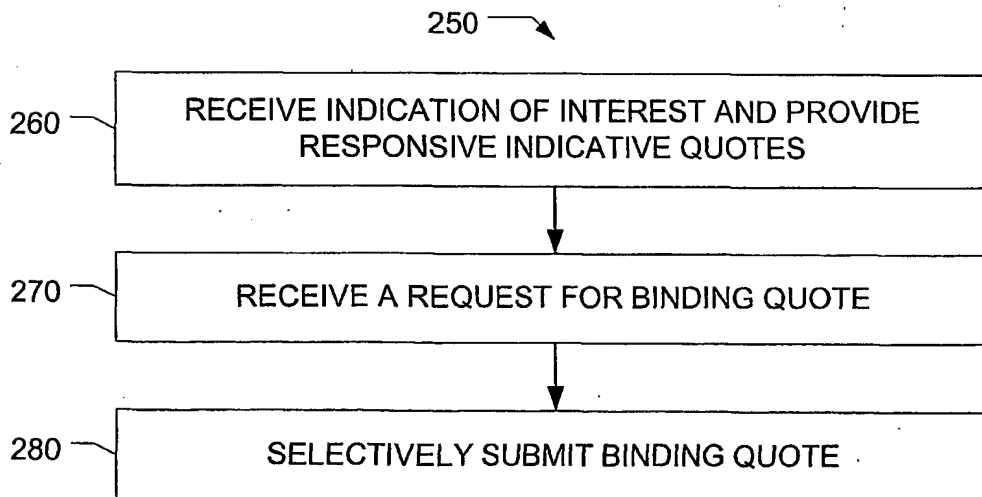 250
260
RECEIVE INDICATION OF INTEREST AND PROVIDE
RESPONSIVE INDICATIVE QUOTES
270
RECEIVE A REQUEST FOR BINDING QUOTE
280
SELECTIVELY SUBMIT BINDING QUOTE